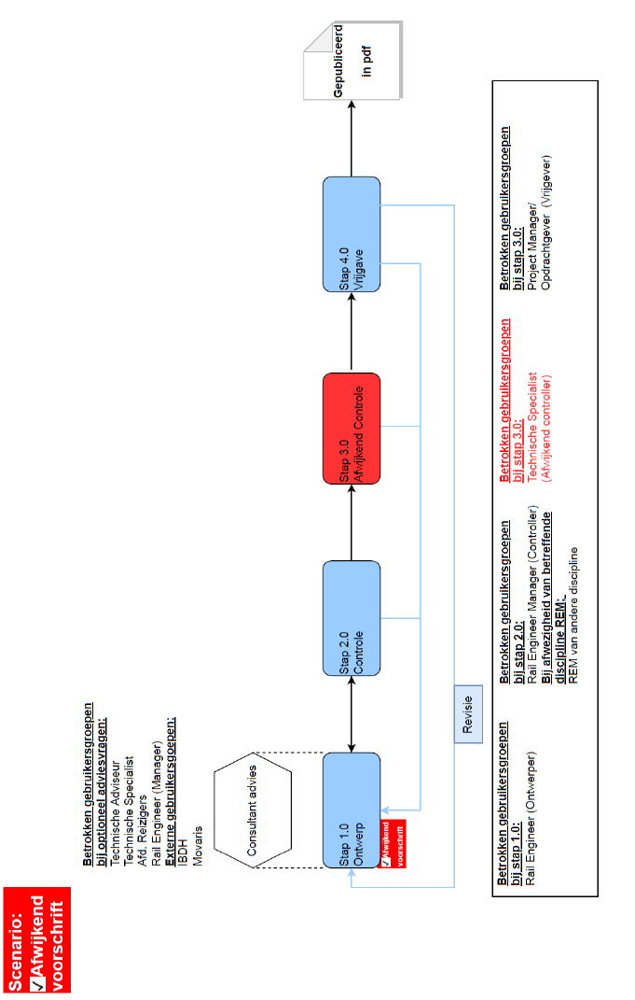 Scenario:
✓Afwijkend
voorschrift
Betrokken gebruikersgroepen
bij optioneel adviesvragen:
Technische Adviseur
Technische Specialist
Afd. Reizigers
Rail Engineer (Manager)
Externe gebruikersgoepen:
IBDH
Movaris
Consultant advies
Stap 1.0
Ontwerp
✓Afwijkend
voorschrift
Stap 2.0
Controle
Stap 3.0
Afwijkend Controle
Stap 4.0
Vrijgave
Gepubliceerd
in pdf
Revisie
Betrokken gebruikersgroepen
bij stap 1.0:
Rail Engineer (Ontwerper)
Betrokken gebruikersgroepen
bij stap 2.0:
Rail Engineer Manager (Controller)
Bij afwezigheid van betreffende
discipline REM:
REM van andere discipline
Betrokken gebruikersgroepen
bij stap 3.0:
Technische Specialist
(Afwijkend controller)
Betrokken gebruikersgroepen
bij stap 3.0:
Project Manager/
Opdrachtgever (Vrijgever)